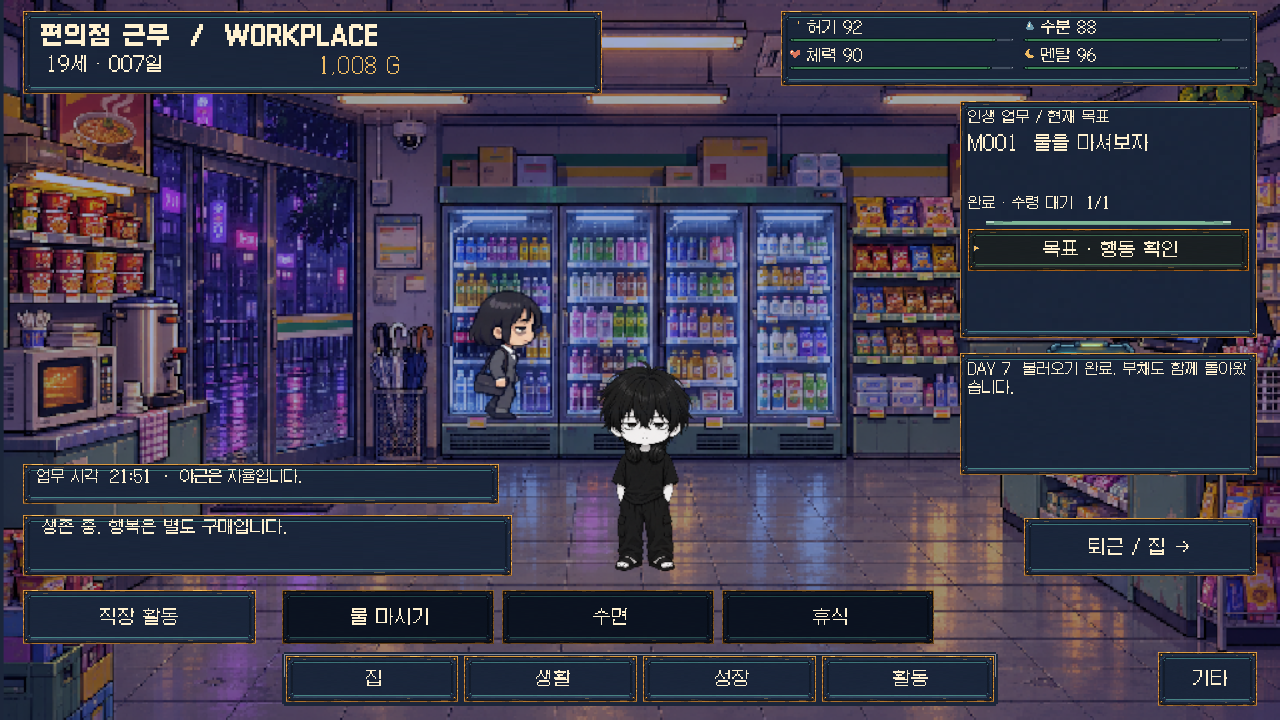 편의점 근무 / WORKPLACE
19세 · 007일 1,008 G
허기 92 수분 88
체력 90 멘탈 96
인생 업무 / 현재 목표
M001 물을 마셔보자
완료 · 수령 대기 1/1
목표 · 행동 확인
DAY 7 불러오기 완료. 부채도 함께 돌아왔
습니다.
업무 시각 21:51 · 야근은 자율입니다.
생존 중. 행복은 별도 구매입니다.
퇴근 / 집 →
직장 활동 물 마시기 수면 휴식
집 생활 성장 활동 기타